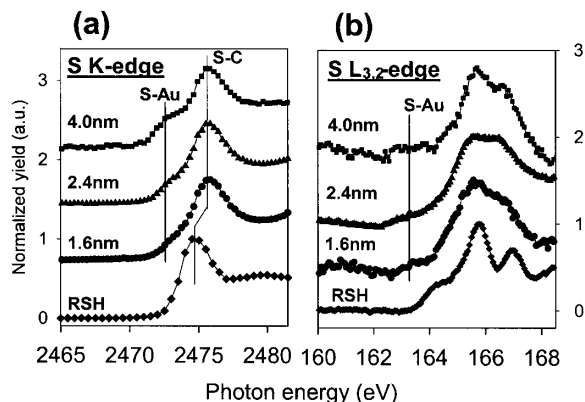 (a)
S K-edge
S-C
S-Au
4.0nm
2.4nm
1.6nm
RSH
Normalized yield (a.u.)
3
2
1
0
2465 2470 2475 2480
(b)
S L3,2-edge
S-Au
4.0nm
2.4nm
1.6nm
RSH
3
2
1
0
160 162 164 166 168
Photon energy (eV)